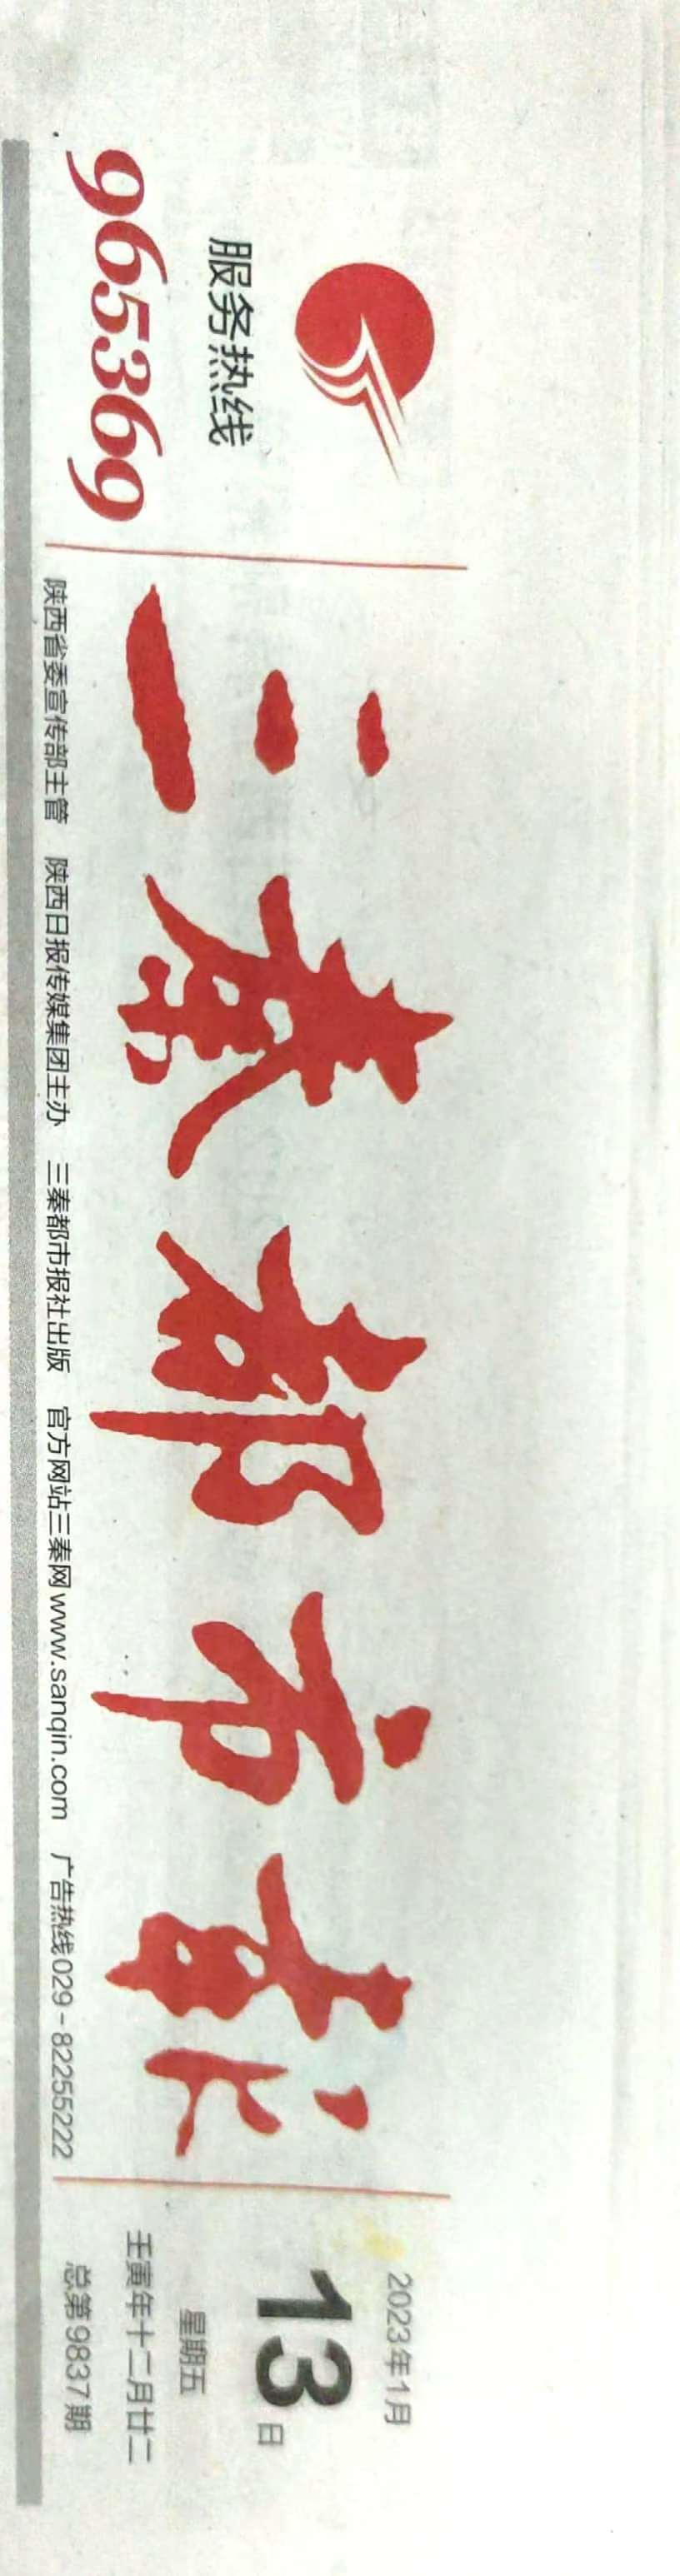 服务热线
965369
三秦都市報
陕西省委宣传部主管 陕西日报传媒集团主办 三秦都市报社出版 官方网站三秦网www.sanqin.com 广告热线029-82255222
2023年1月
13日
星期五
壬寅年十二月廿二
总第9837期